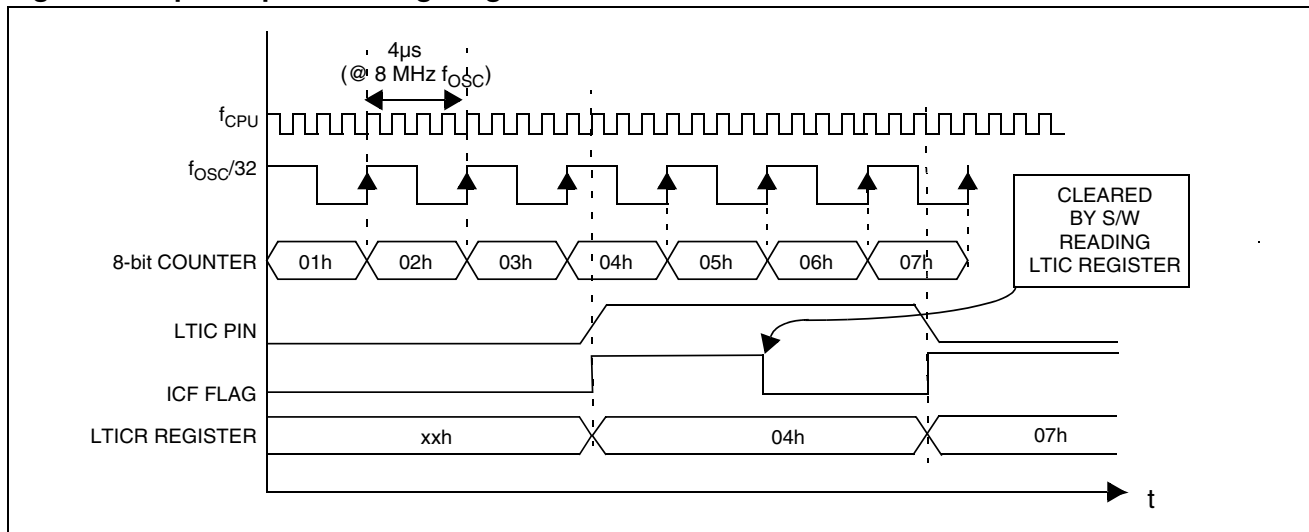 4µs
(@ 8 MHz fOSC)
fCPU
fOSC/32
CLEARED
BY S/W
READING
LTIC REGISTER
8-bit COUNTER
01h
02h
03h
04h
05h
06h
07h
LTIC PIN
ICF FLAG
LTICR REGISTER
xxh
04h
07h
t